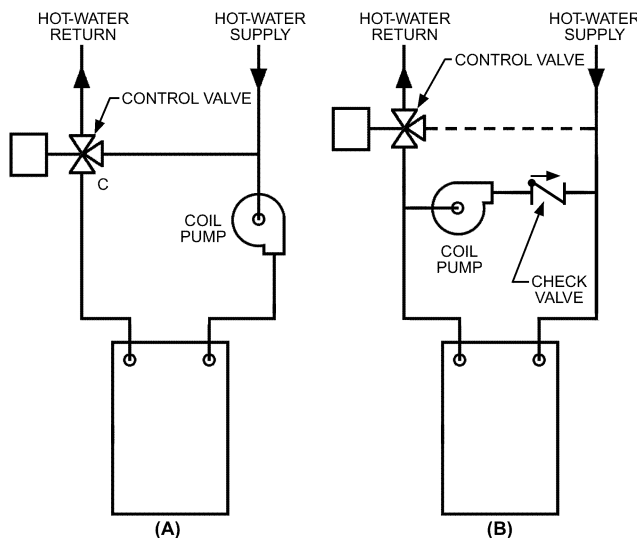 HOT-WATER
RETURN
HOT-WATER
SUPPLY
CONTROL VALVE
C
COIL
PUMP
(A)
HOT-WATER
RETURN
HOT-WATER
SUPPLY
CONTROL VALVE
COIL
PUMP
CHECK
VALVE
(B)